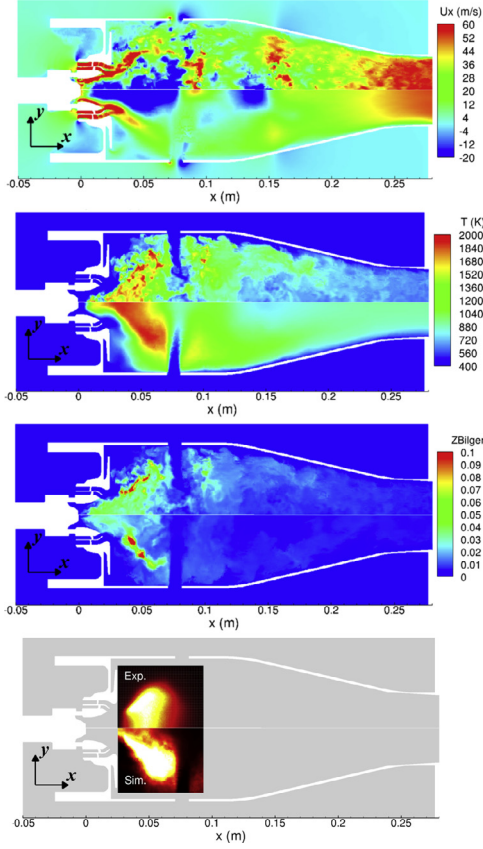 Ux (m/s)
60
52
44
36
28
20
12
4
-4
-12
-20
y
x
-0.05 0 0.05 0.1 0.15 0.2 0.25
x (m)
T (K)
2000
1840
1680
1520
1360
1200
1040
880
720
560
400
y
x
-0.05 0 0.05 0.1 0.15 0.2 0.25
x (m)
ZBilger
0.1
0.09
0.08
0.07
0.06
0.05
0.04
0.03
0.02
0.01
0
y
x
-0.05 0 0.05 0.1 0.15 0.2 0.25
x (m)
Exp.
y
x
Sim.
-0.05 0 0.05 0.1 0.15 0.2 0.25
x (m)